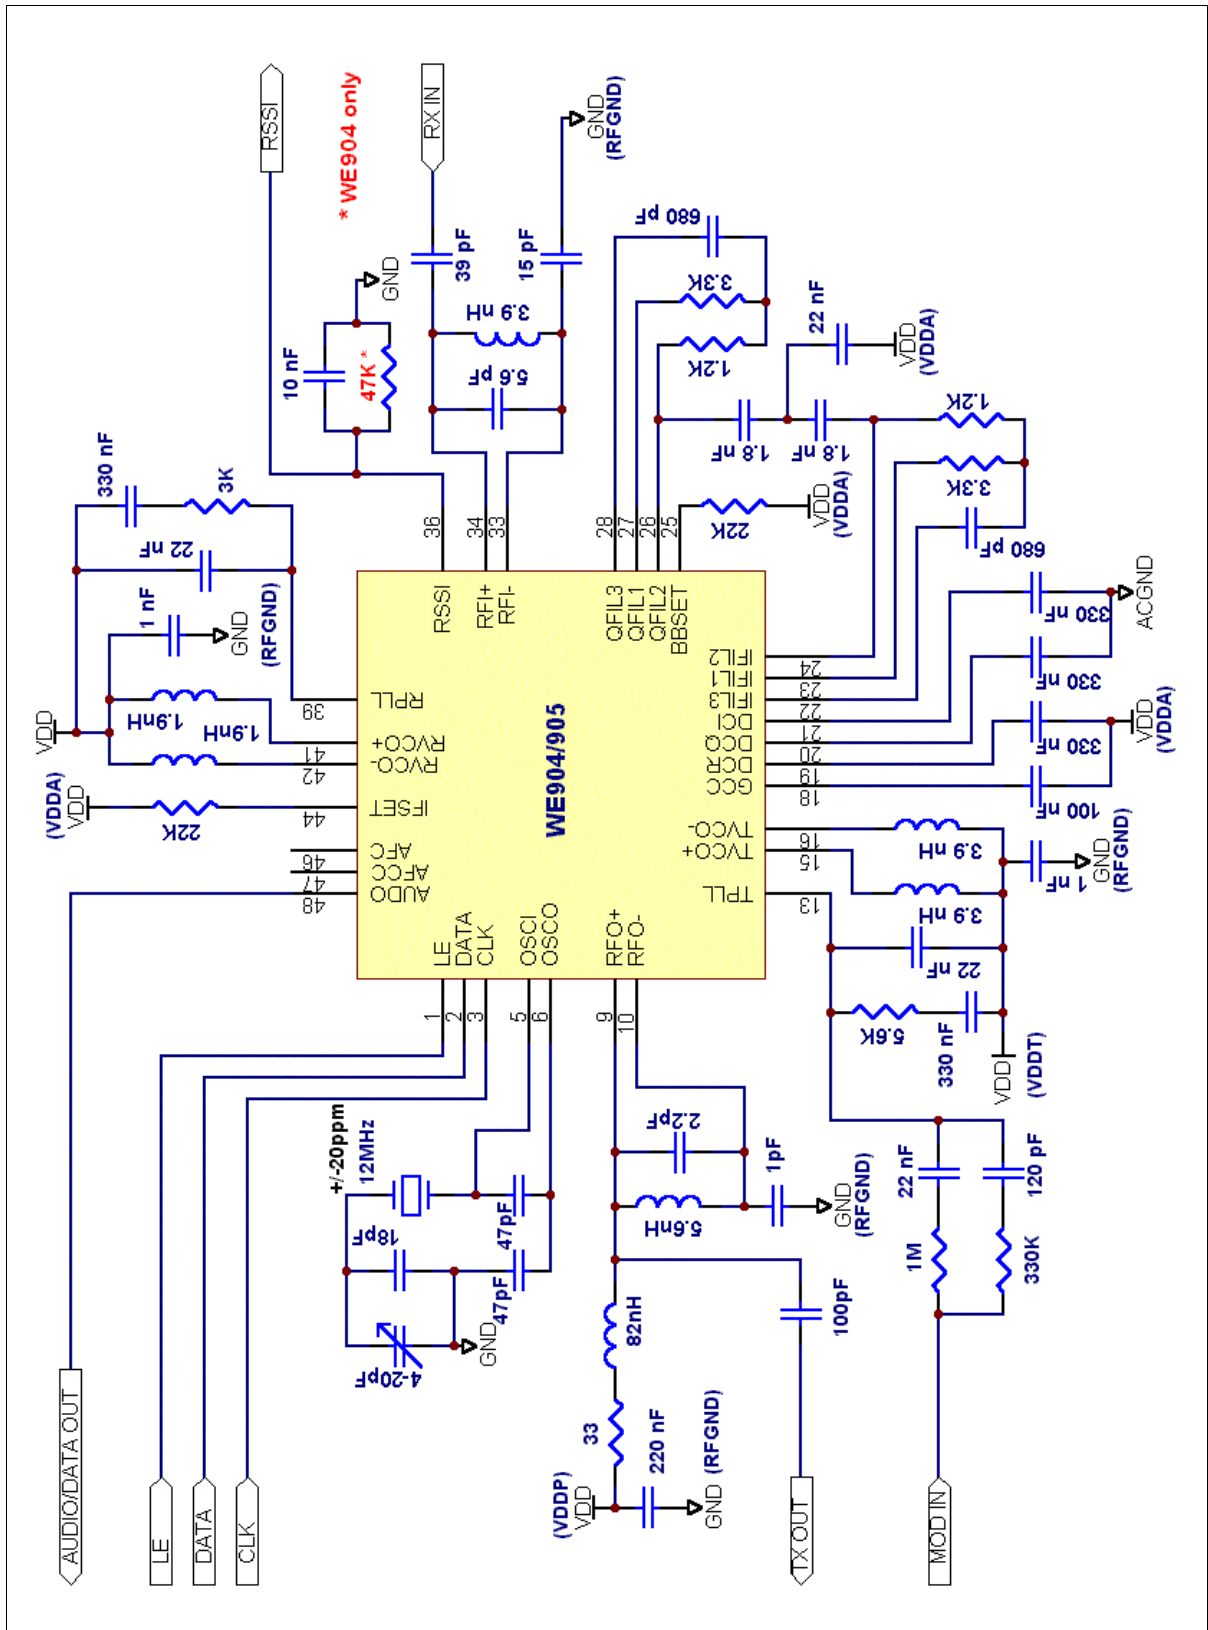 RSSI
* WE904 only
RX IN
GND
(RFGND)
39 pF
15 pF
3.9 nH
5.6 pF
10 nF
47K *
GND
330 nF
3K
22 nF
1 nF
GND
(RFGND)
1.9nH
1.9nH
VDD
(VDDA)
VDD
22K
680 pF
3.3K
1.2K
22 nF
VDD
(VDDA)
1.8 nF
1.8 nF
22K
VDD
(VDDA)
1.2K
3.3K
680 pF
330 nF
330 nF
ACGND
330 nF
100 nF
VDD
(VDDA)
36
34
33
28
27
26
25
RSSI
RFI+
RFI-
QFIL3
QFIL1
QFIL2
BBSET
39
41
42
44
46
47
48
RPLL
RVCO+
RVCO-
IFSET
AFC
AFCC
AUDO
WE904/905
IFIL2
IFIL1
IFIL3
DCI
DCQ
DCR
GCC
TVCO-
TVCO+
TPLL
24
23
22
21
20
19
18
16
15
13
LE
DATA
CLK
OSCI
OSCO
RFO+
RFO-
1
2
3
5
6
9
10
3.9 nH
3.9 nH
1 nF
GND
(RFGND)
22 nF
5.6K
330 nF
VDD
(VDDT)
+/-20ppm
12MHz
18pF
47pF
47pF
4-20pF
GND
2.2pF
5.6nH
1pF
GND
(RFGND)
82nH
33
100pF
(VDDP)
VDD
220 nF
GND
(RFGND)
22 nF
120 pF
1M
330K
AUDIO/DATA OUT
LE
DATA
CLK
TX OUT
MOD IN